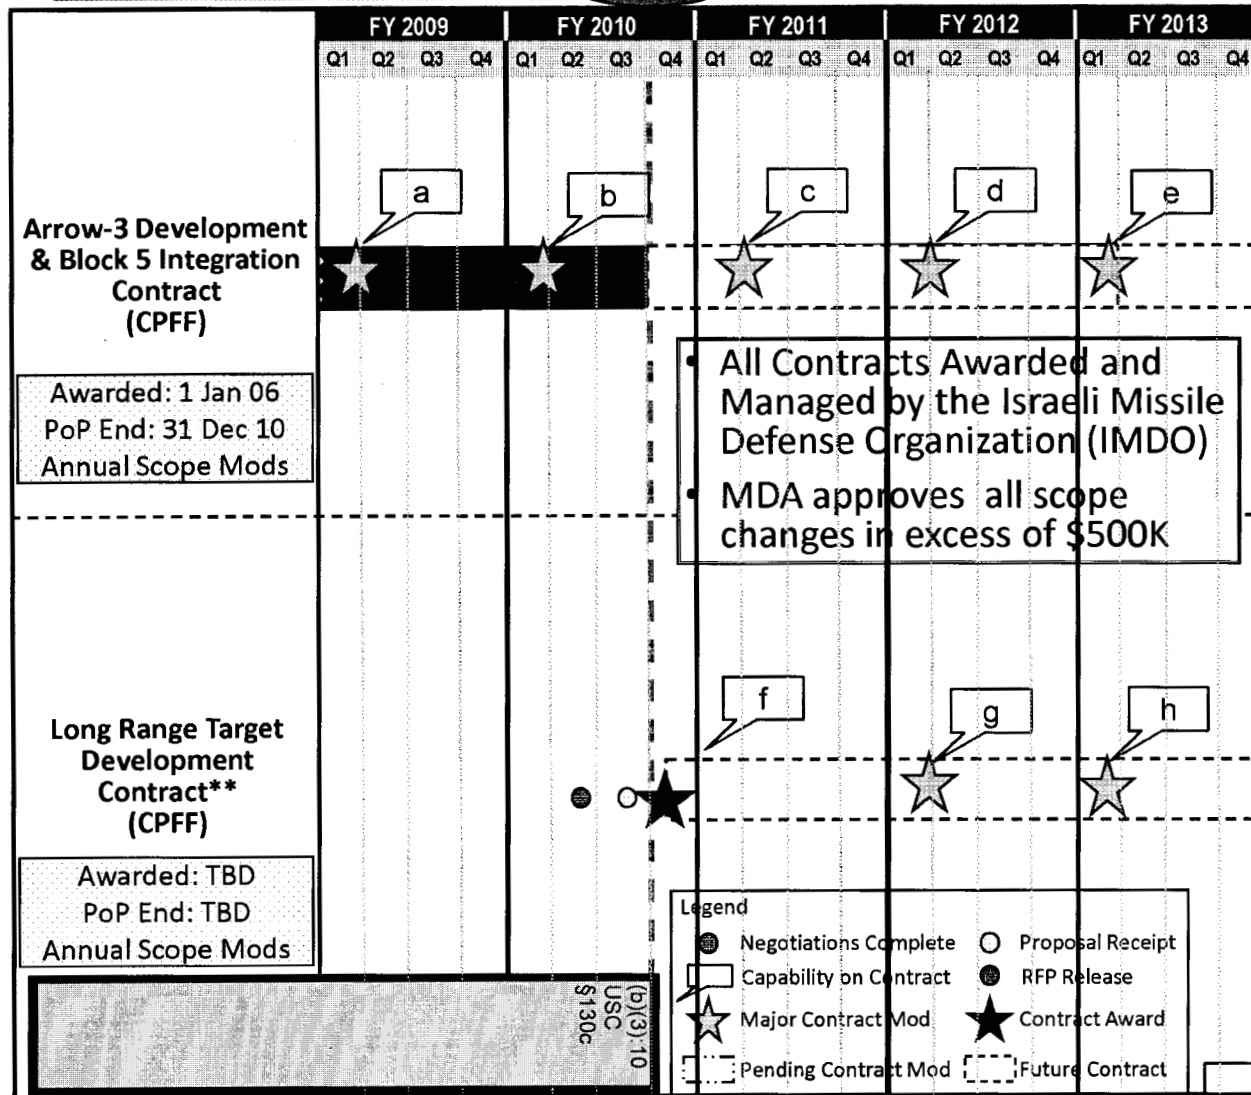 FY 2009 FY 2010 FY 2011 FY 2012 FY 2013
Q1 Q2 Q3 Q4 Q1 Q2 Q3 Q4 Q1 Q2 Q3 Q4 Q1 Q2 Q3 Q4 Q1 Q2 Q3 Q4
a b c d e
Arrow-3 Development
& Block 5 Integration
Contract
(CPFF)
Awarded: 1 Jan 06
PoP End: 31 Dec 10
Annual Scope Mods
• All Contracts Awarded and
Managed by the Israeli Missile
Defense Organization (IMDO)
• MDA approves all scope
changes in excess of $500K
f g h
Long Range Target
Development
Contract**
(CPFF)
Awarded: TBD
PoP End: TBD
Annual Scope Mods
(b)(3):10
USC
§130c
Legend
Negotiations Complete Proposal Receipt
Capability on Contract RFP Release
Major Contract Mod Contract Award
Pending Contract Mod Future Contract